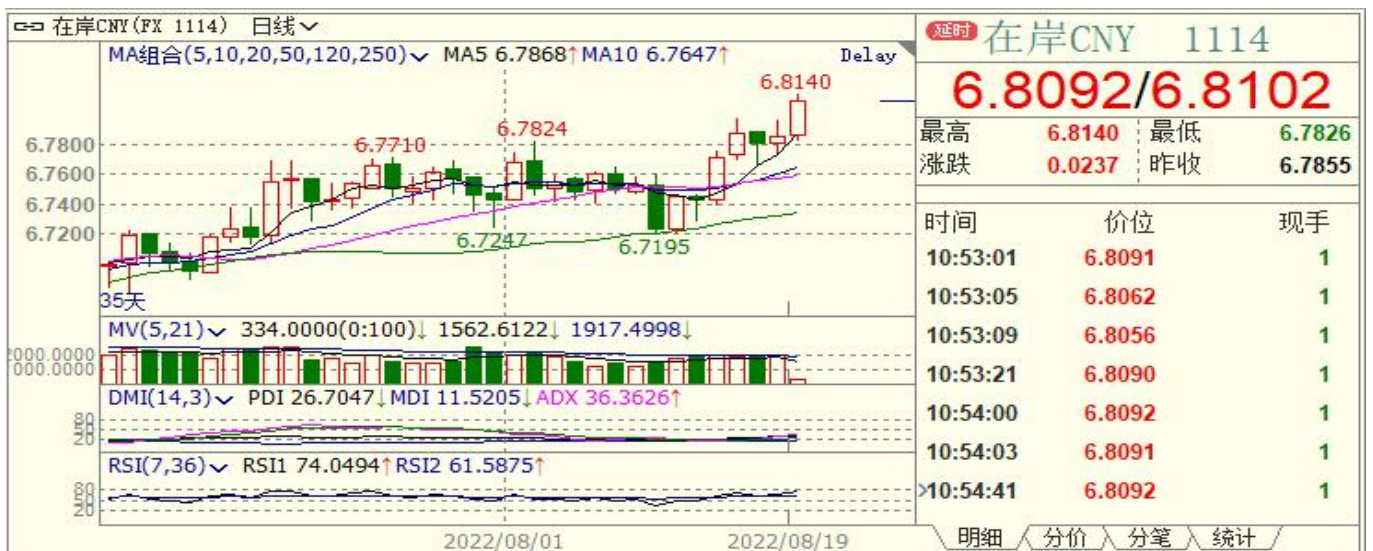 在岸CNY(FX 1114) 日线
MA组合(5,10,20,50,120,250) MA5 6.7868↑ MA10 6.7647↑ Delay
6.8140
6.7824
6.7710
6.7800
6.7600
6.7400
6.7200
6.7247
6.7195
35天
MV(5,21) 334.0000(0:100)↓ 1562.6122↓ 1917.4998↓
2000.0000
000.0000
DMI(14,3) PDI 26.7047↓ MDI 11.5205↓ ADX 36.3626↑
80
50
20
RSI(7,36) RSI1 74.0494↑ RSI2 61.5875↑
80
50
20
2022/08/01 2022/08/19
延时 在岸CNY 1114
6.8092/6.8102
最高 6.8140 最低 6.7826
涨跌 0.0237 昨收 6.7855
时间 价位 现手
10:53:01 6.8091 1
10:53:05 6.8062 1
10:53:09 6.8056 1
10:53:21 6.8090 1
10:54:00 6.8092 1
10:54:03 6.8091 1
10:54:41 6.8092 1
明细 分价 分笔 统计